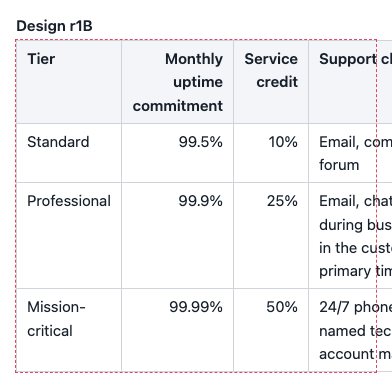 Design r1B
Tier
Monthly
uptime
commitment
Service
credit
Support
Standard
99.5%
10%
Email,
forum
Professional
99.9%
25%
Email,
during
in the
primary
Mission-
critical
99.99%
50%
24/7
named
account